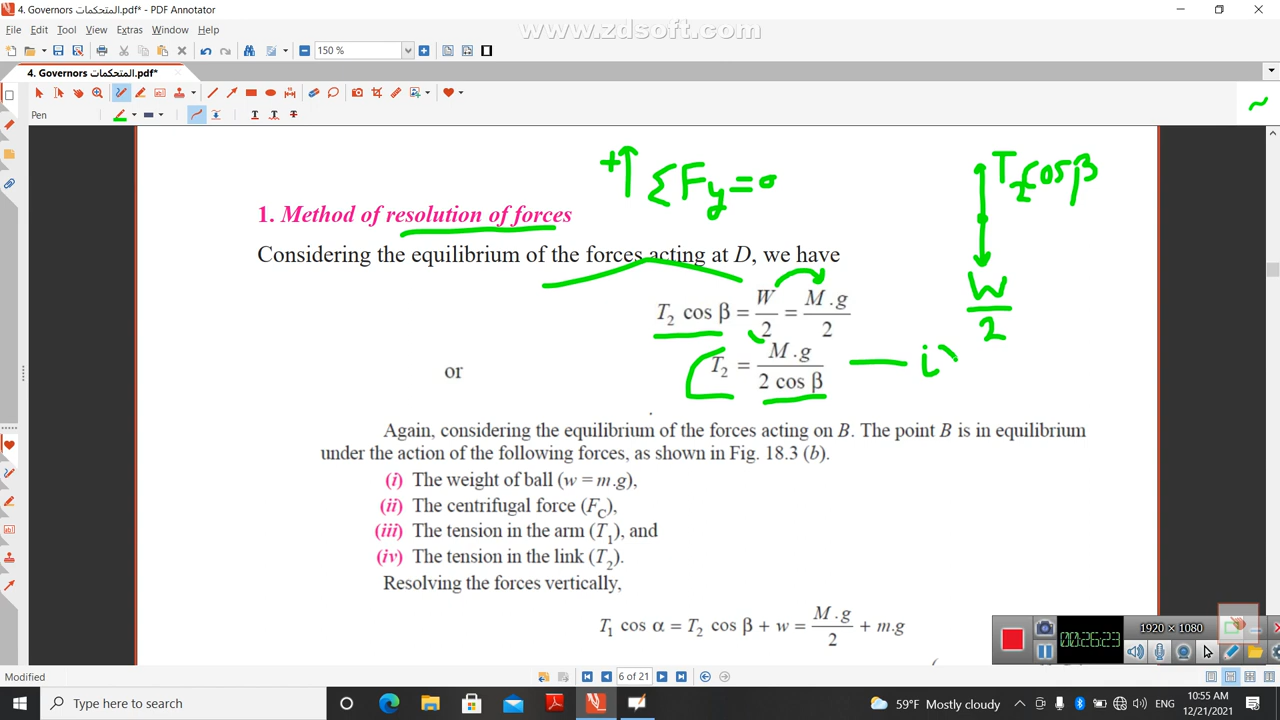 4. Governors المتحكمات.pdf* - PDF Annotator
www.zdsoft.com
File Edit Tool View Extras Window Help
150 %
4. Governors المتحكمات.pdf*
Pen
+ ΣFy=0
T2 cosβ
1. Method of resolution of forces
Considering the equilibrium of the forces acting at D, we have
T2 cos β = W/2 = M.g/2
W/2
or
T2 = M.g / 2 cos β — i
Again, considering the equilibrium of the forces acting on B. The point B is in equilibrium
under the action of the following forces, as shown in Fig. 18.3 (b).
(i) The weight of ball (w = m.g),
(ii) The centrifugal force (FC),
(iii) The tension in the arm (T1), and
(iv) The tension in the link (T2).
Resolving the forces vertically,
T1 cos α = T2 cos β + w = M.g/2 + m.g
1920 × 1080
00:26:23
Modified
6 of 21
Type here to search
59°F Mostly cloudy
ENG
10:55 AM
12/21/2021